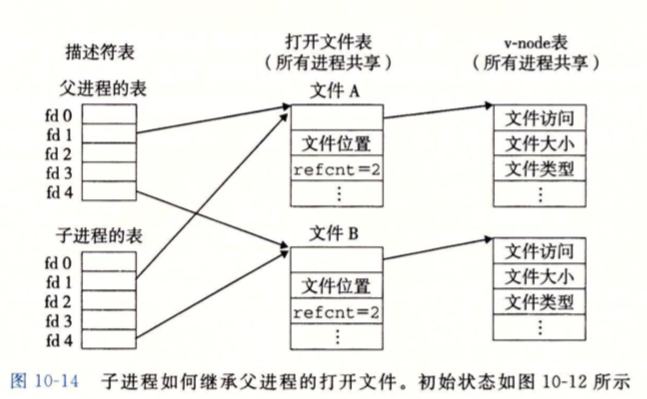 描述符表
父进程的表
fd 0
fd 1
fd 2
fd 3
fd 4
子进程的表
fd 0
fd 1
fd 2
fd 3
fd 4
打开文件表
(所有进程共享)
文件 A
文件位置
refcnt=2
⋮
文件 B
文件位置
refcnt=2
⋮
v-node表
(所有进程共享)
文件访问
文件大小
文件类型
⋮
文件访问
文件大小
文件类型
⋮
图 10-14 子进程如何继承父进程的打开文件。初始状态如图 10-12 所示